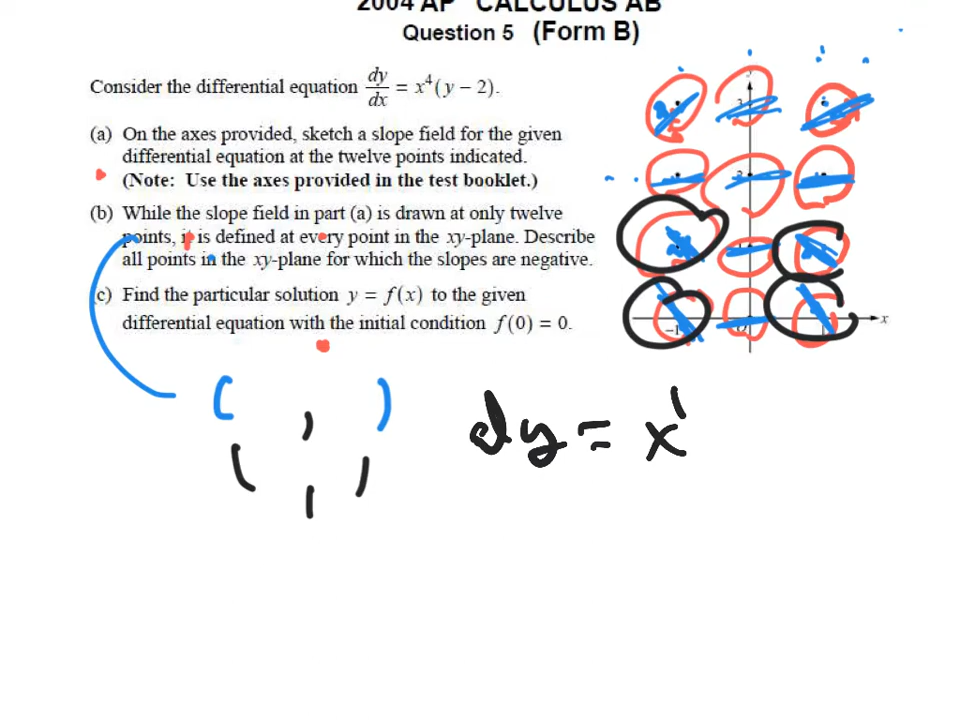 2004 AP CALCULUS AB
Question 5 (Form B)
Consider the differential equation dy/dx = x⁴(y − 2).
(a) On the axes provided, sketch a slope field for the given
differential equation at the twelve points indicated.
(Note: Use the axes provided in the test booklet.)
(b) While the slope field in part (a) is drawn at only twelve
points, it is defined at every point in the xy-plane. Describe
all points in the xy-plane for which the slopes are negative.
(c) Find the particular solution y = f(x) to the given
differential equation with the initial condition f(0) = 0.
−1
x
dy = x